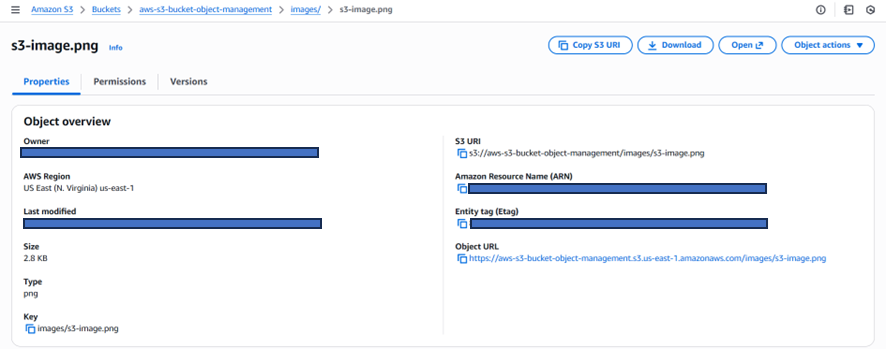 Amazon S3 > Buckets > aws-s3-bucket-object-management > images/ > s3-image.png
s3-image.png Info
Copy S3 URI
Download
Open
Object actions
Properties
Permissions
Versions
Object overview
Owner
AWS Region
US East (N. Virginia) us-east-1
Last modified
Size
2.8 KB
Type
png
Key
images/s3-image.png
S3 URI
s3://aws-s3-bucket-object-management/images/s3-image.png
Amazon Resource Name (ARN)
Entity tag (Etag)
Object URL
https://aws-s3-bucket-object-management.s3.us-east-1.amazonaws.com/images/s3-image.png